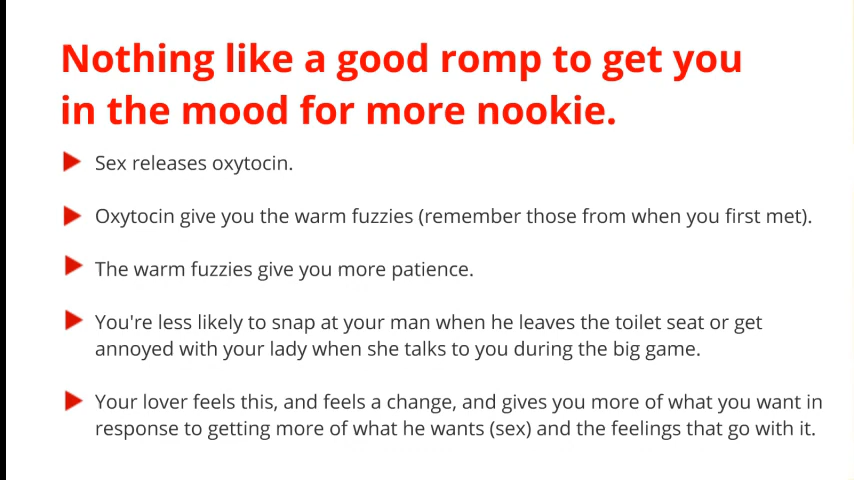 Nothing like a good romp to get you
in the mood for more nookie.
Sex releases oxytocin.
Oxytocin give you the warm fuzzies (remember those from when you first met).
The warm fuzzies give you more patience.
You're less likely to snap at your man when he leaves the toilet seat or get
annoyed with your lady when she talks to you during the big game.
Your lover feels this, and feels a change, and gives you more of what you want in
response to getting more of what he wants (sex) and the feelings that go with it.